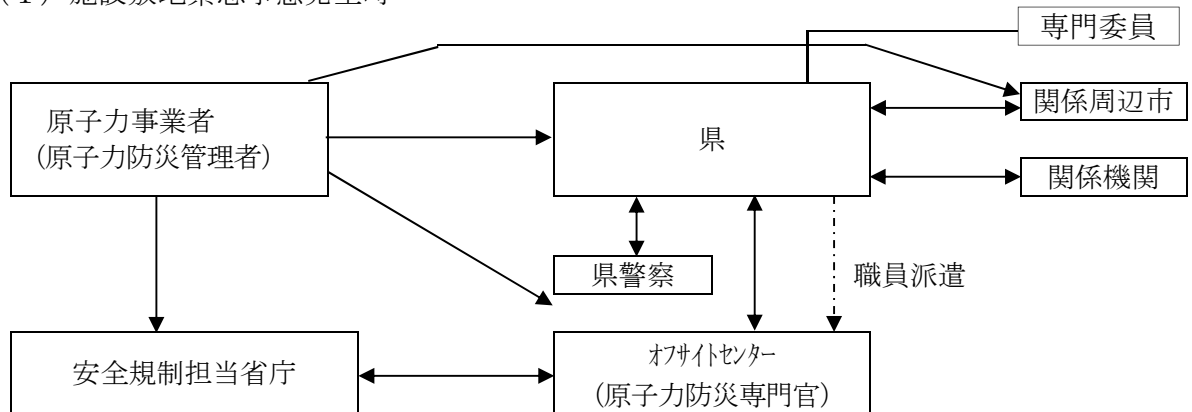 専門委員
関係周辺市
原子力事業者
(原子力防災管理者)
県
関係機関
県警察
職員派遣
安全規制担当省庁
ｵﾌｻｲﾄｾﾝﾀｰ
(原子力防災専門官)